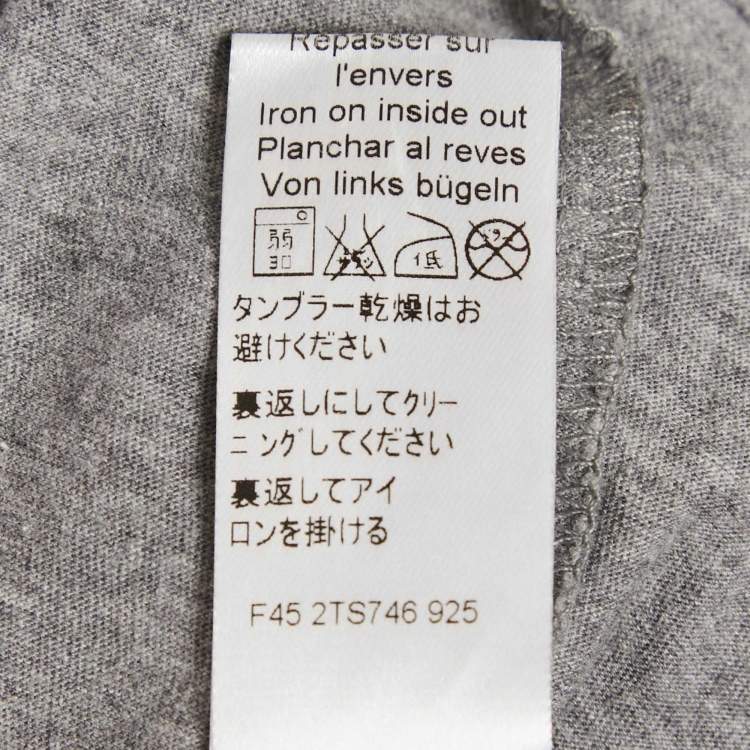 Repasser sur
l'envers
Iron on inside out
Planchar al reves
Von links bügeln
弱
30
低
タンブラー乾燥はお
避けください
裏返しにしてクリー
ニングしてください
裏返してアイ
ロンを掛ける
F45 2TS746 925